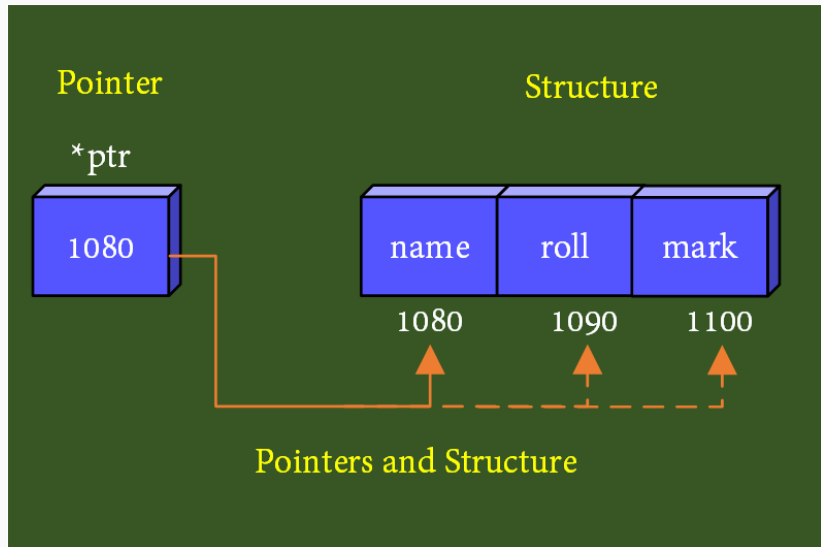 Pointer
Structure
*ptr
1080
name roll mark
1080 1090 1100
Pointers and Structure